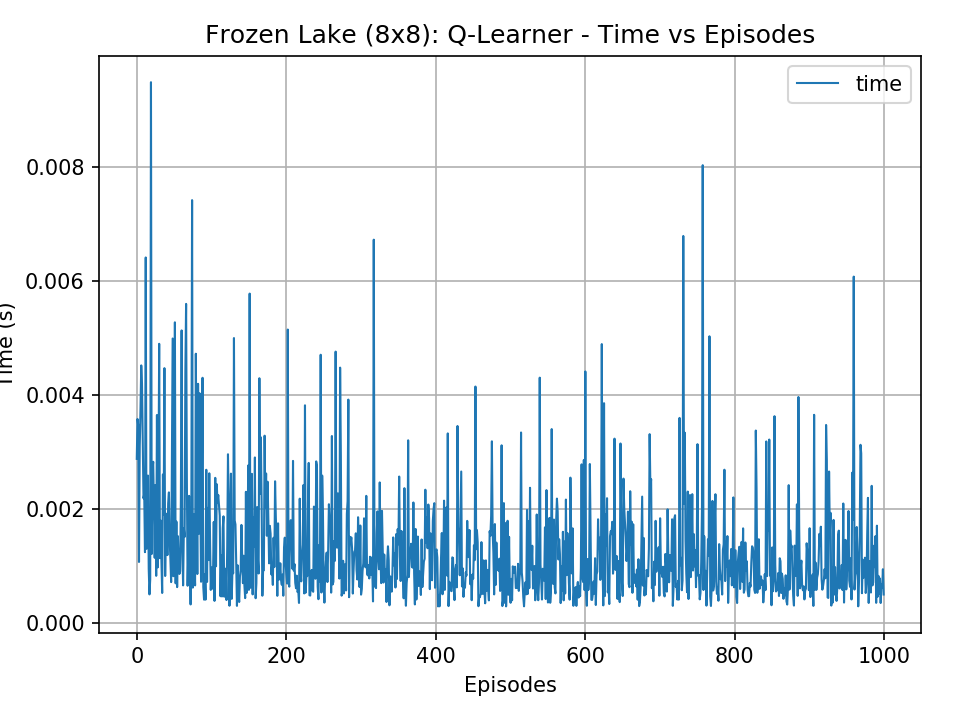 Frozen Lake (8x8): Q-Learner - Time vs Episodes
time
Time (s)
0.008
0.006
0.004
0.002
0.000
0
200
400
600
800
1000
Episodes